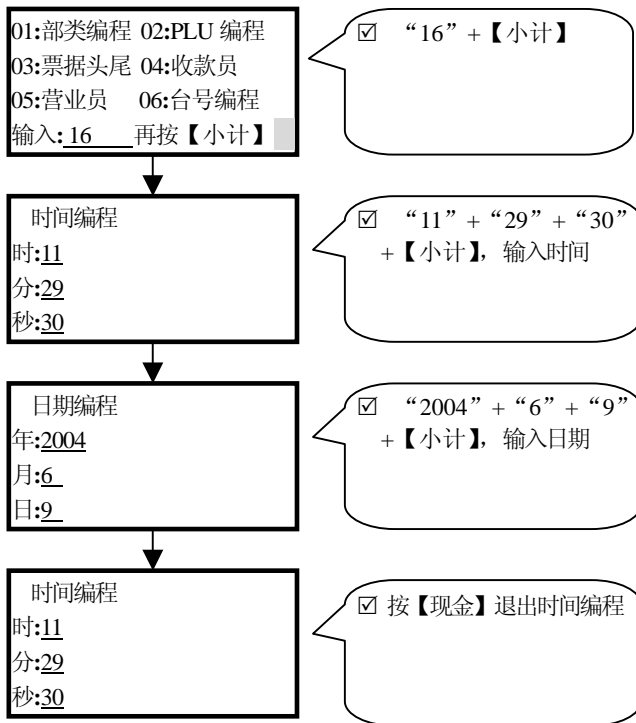 01:部类编程 02:PLU 编程
03:票据头尾 04:收款员
05:营业员 06:台号编程
输入:16 再按【小计】
☑ “16”+【小计】
时间编程
时:11
分:29
秒:30
☑ “11”+“29”+“30”
+【小计】，输入时间
日期编程
年:2004
月:6
日:9
☑ “2004”+“6”+“9”
+【小计】，输入日期
时间编程
时:11
分:29
秒:30
☑ 按【现金】退出时间编程